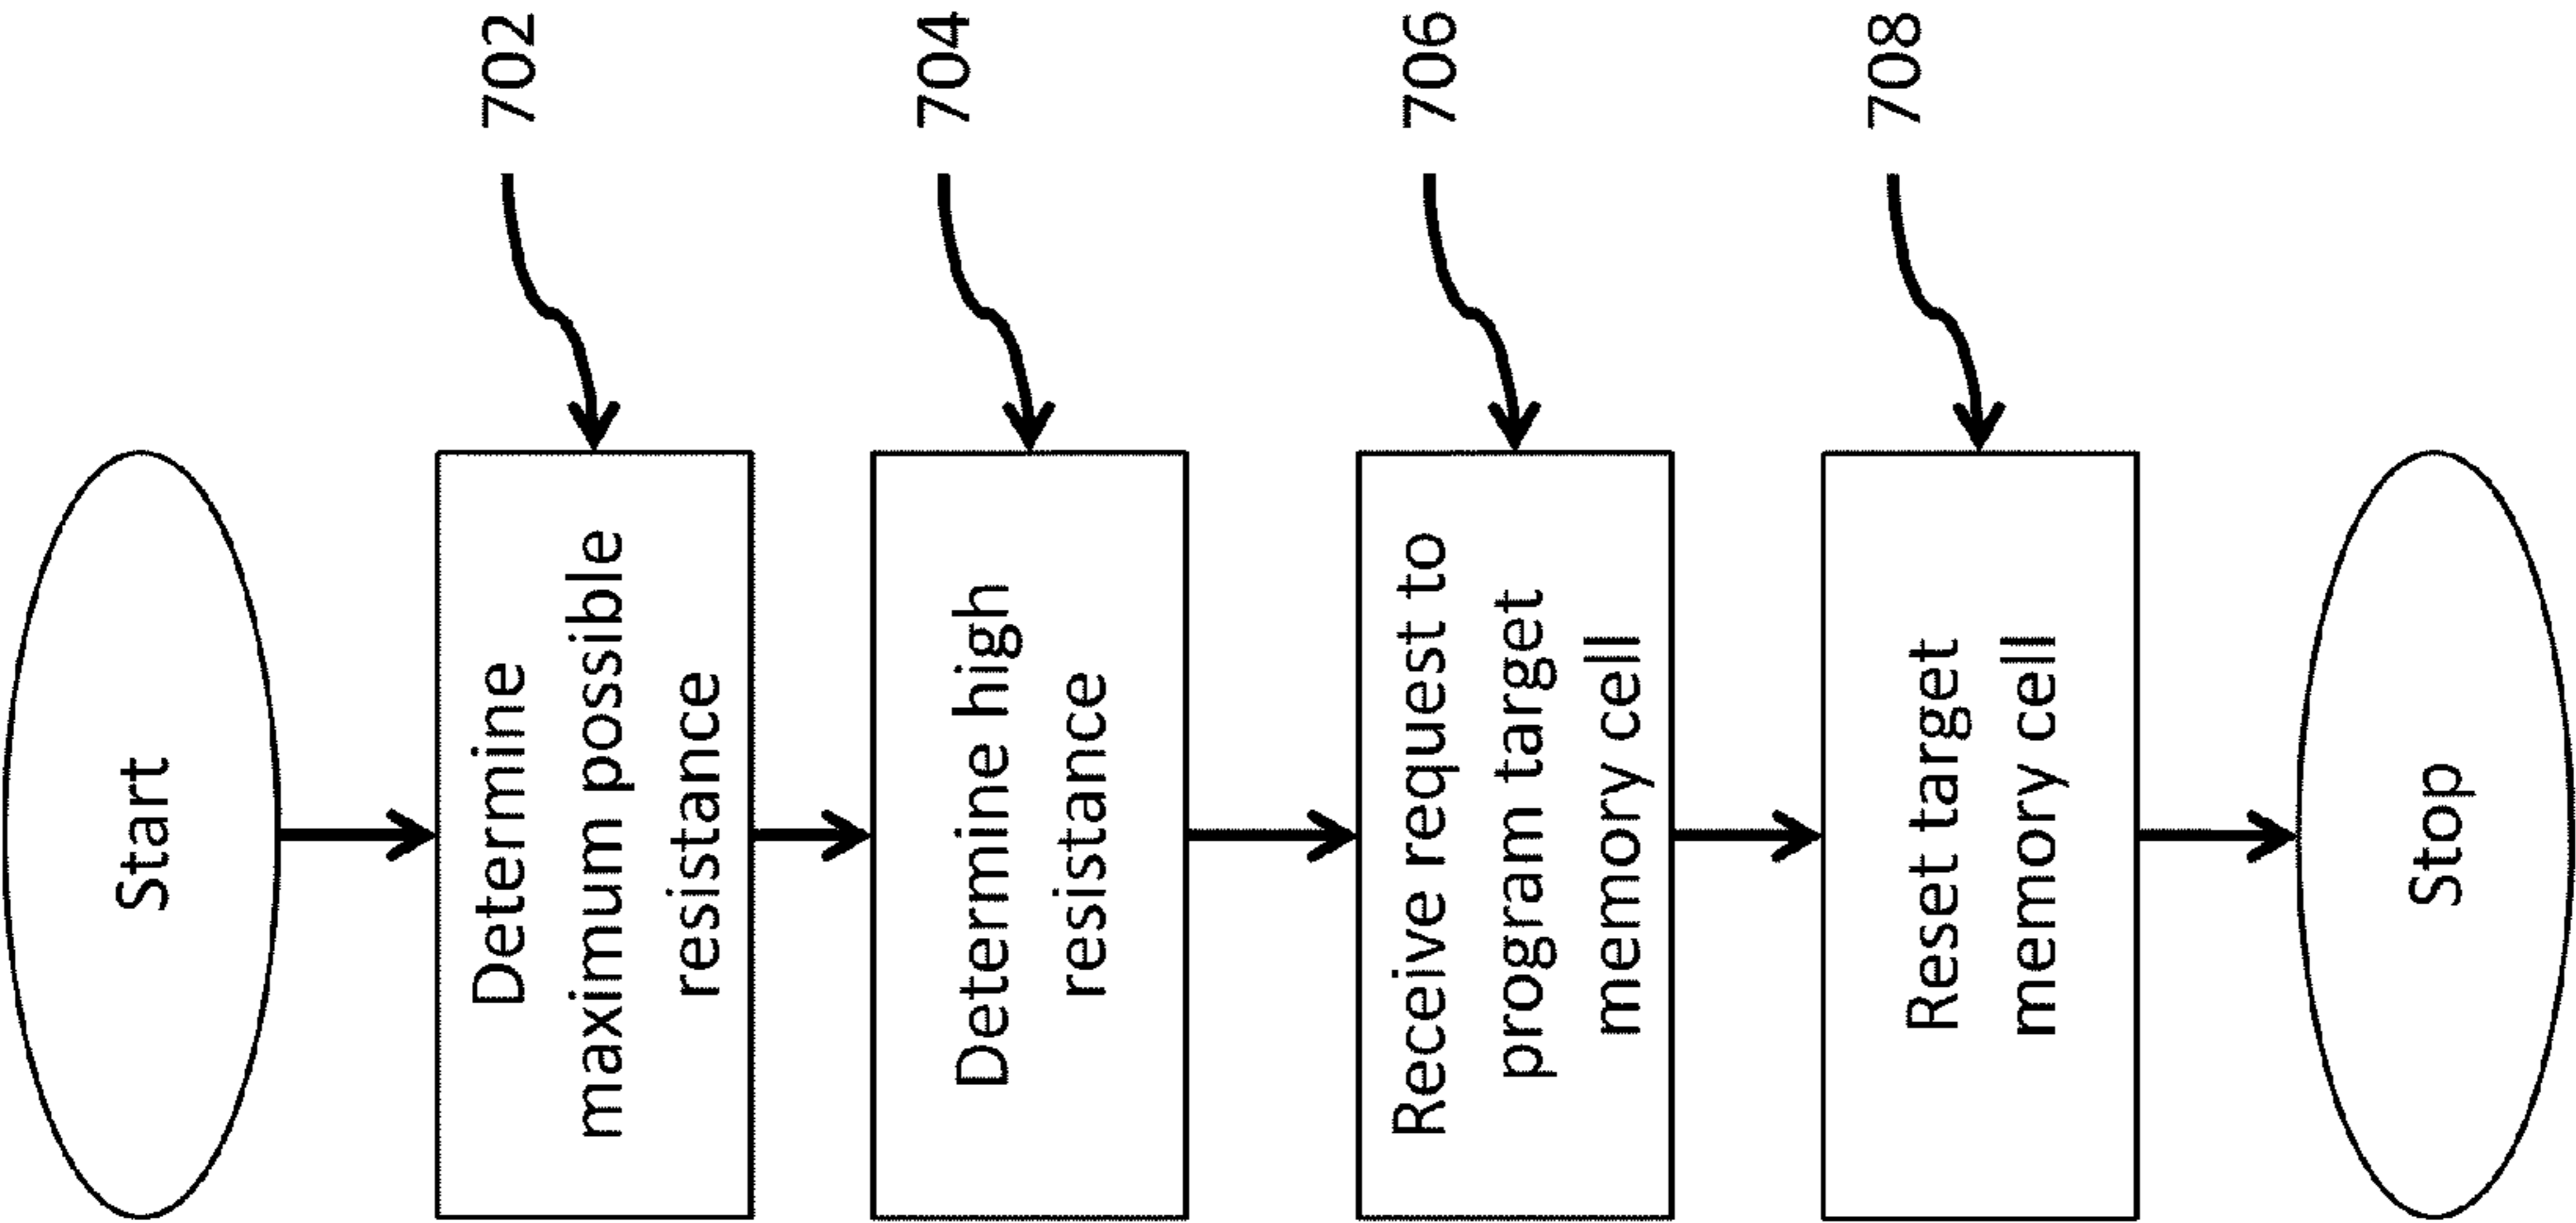 Start
Determine
maximum possible
resistance
702
Determine high
resistance
704
Receive request to
program target
memory cell
706
Reset target
memory cell
708
Stop